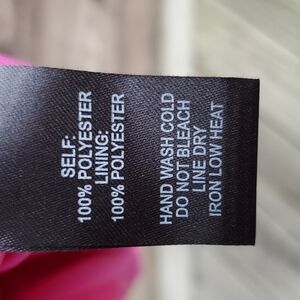 SELF:
100% POLYESTER
LINING:
100% POLYESTER
HAND WASH COLD
DO NOT BLEACH
LINE DRY
IRON LOW HEAT